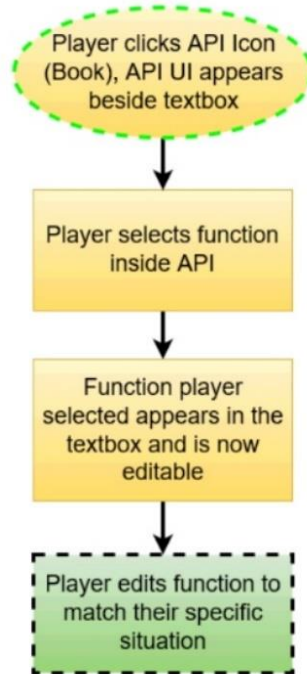 Player clicks API Icon
(Book), API UI appears
beside textbox
Player selects function
inside API
Function player
selected appears in the
textbox and is now
editable
Player edits function to
match their specific
situation